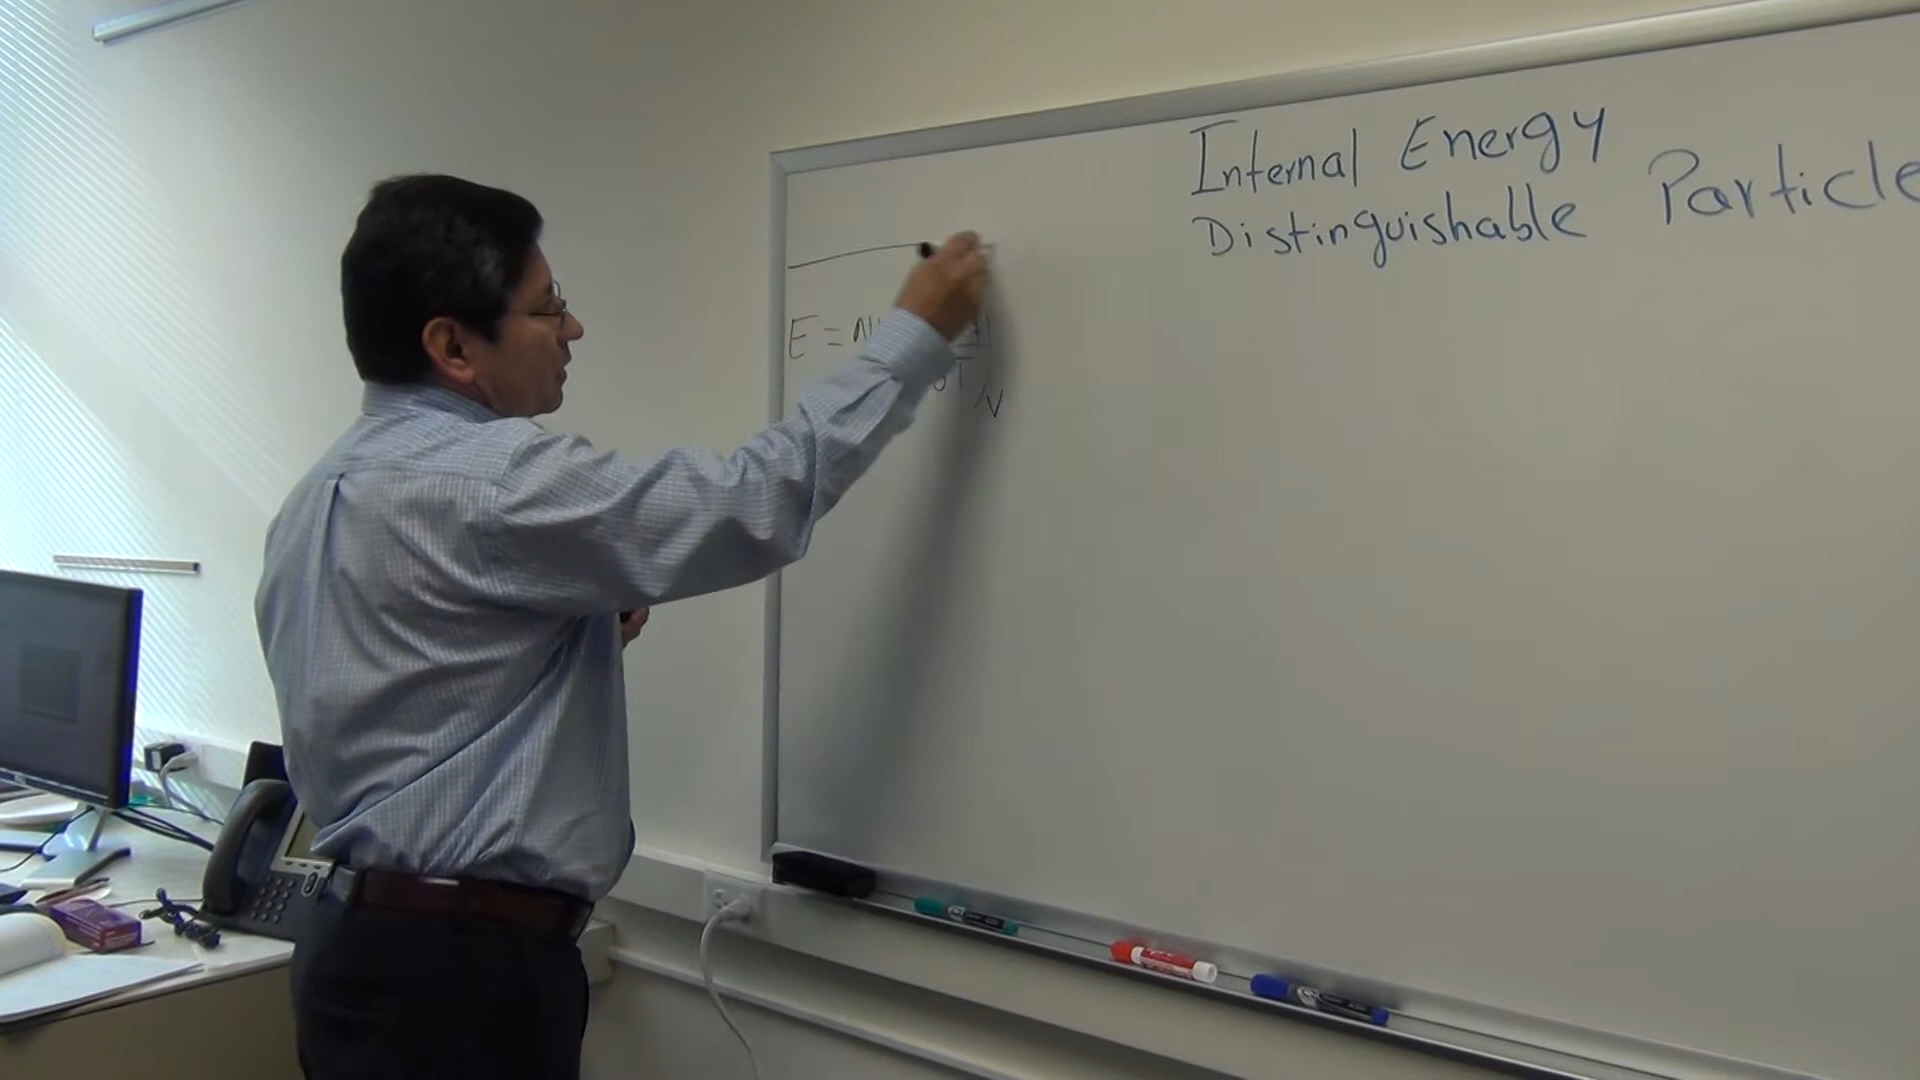 Internal Energy
Distinguishable Particle
E = N
V